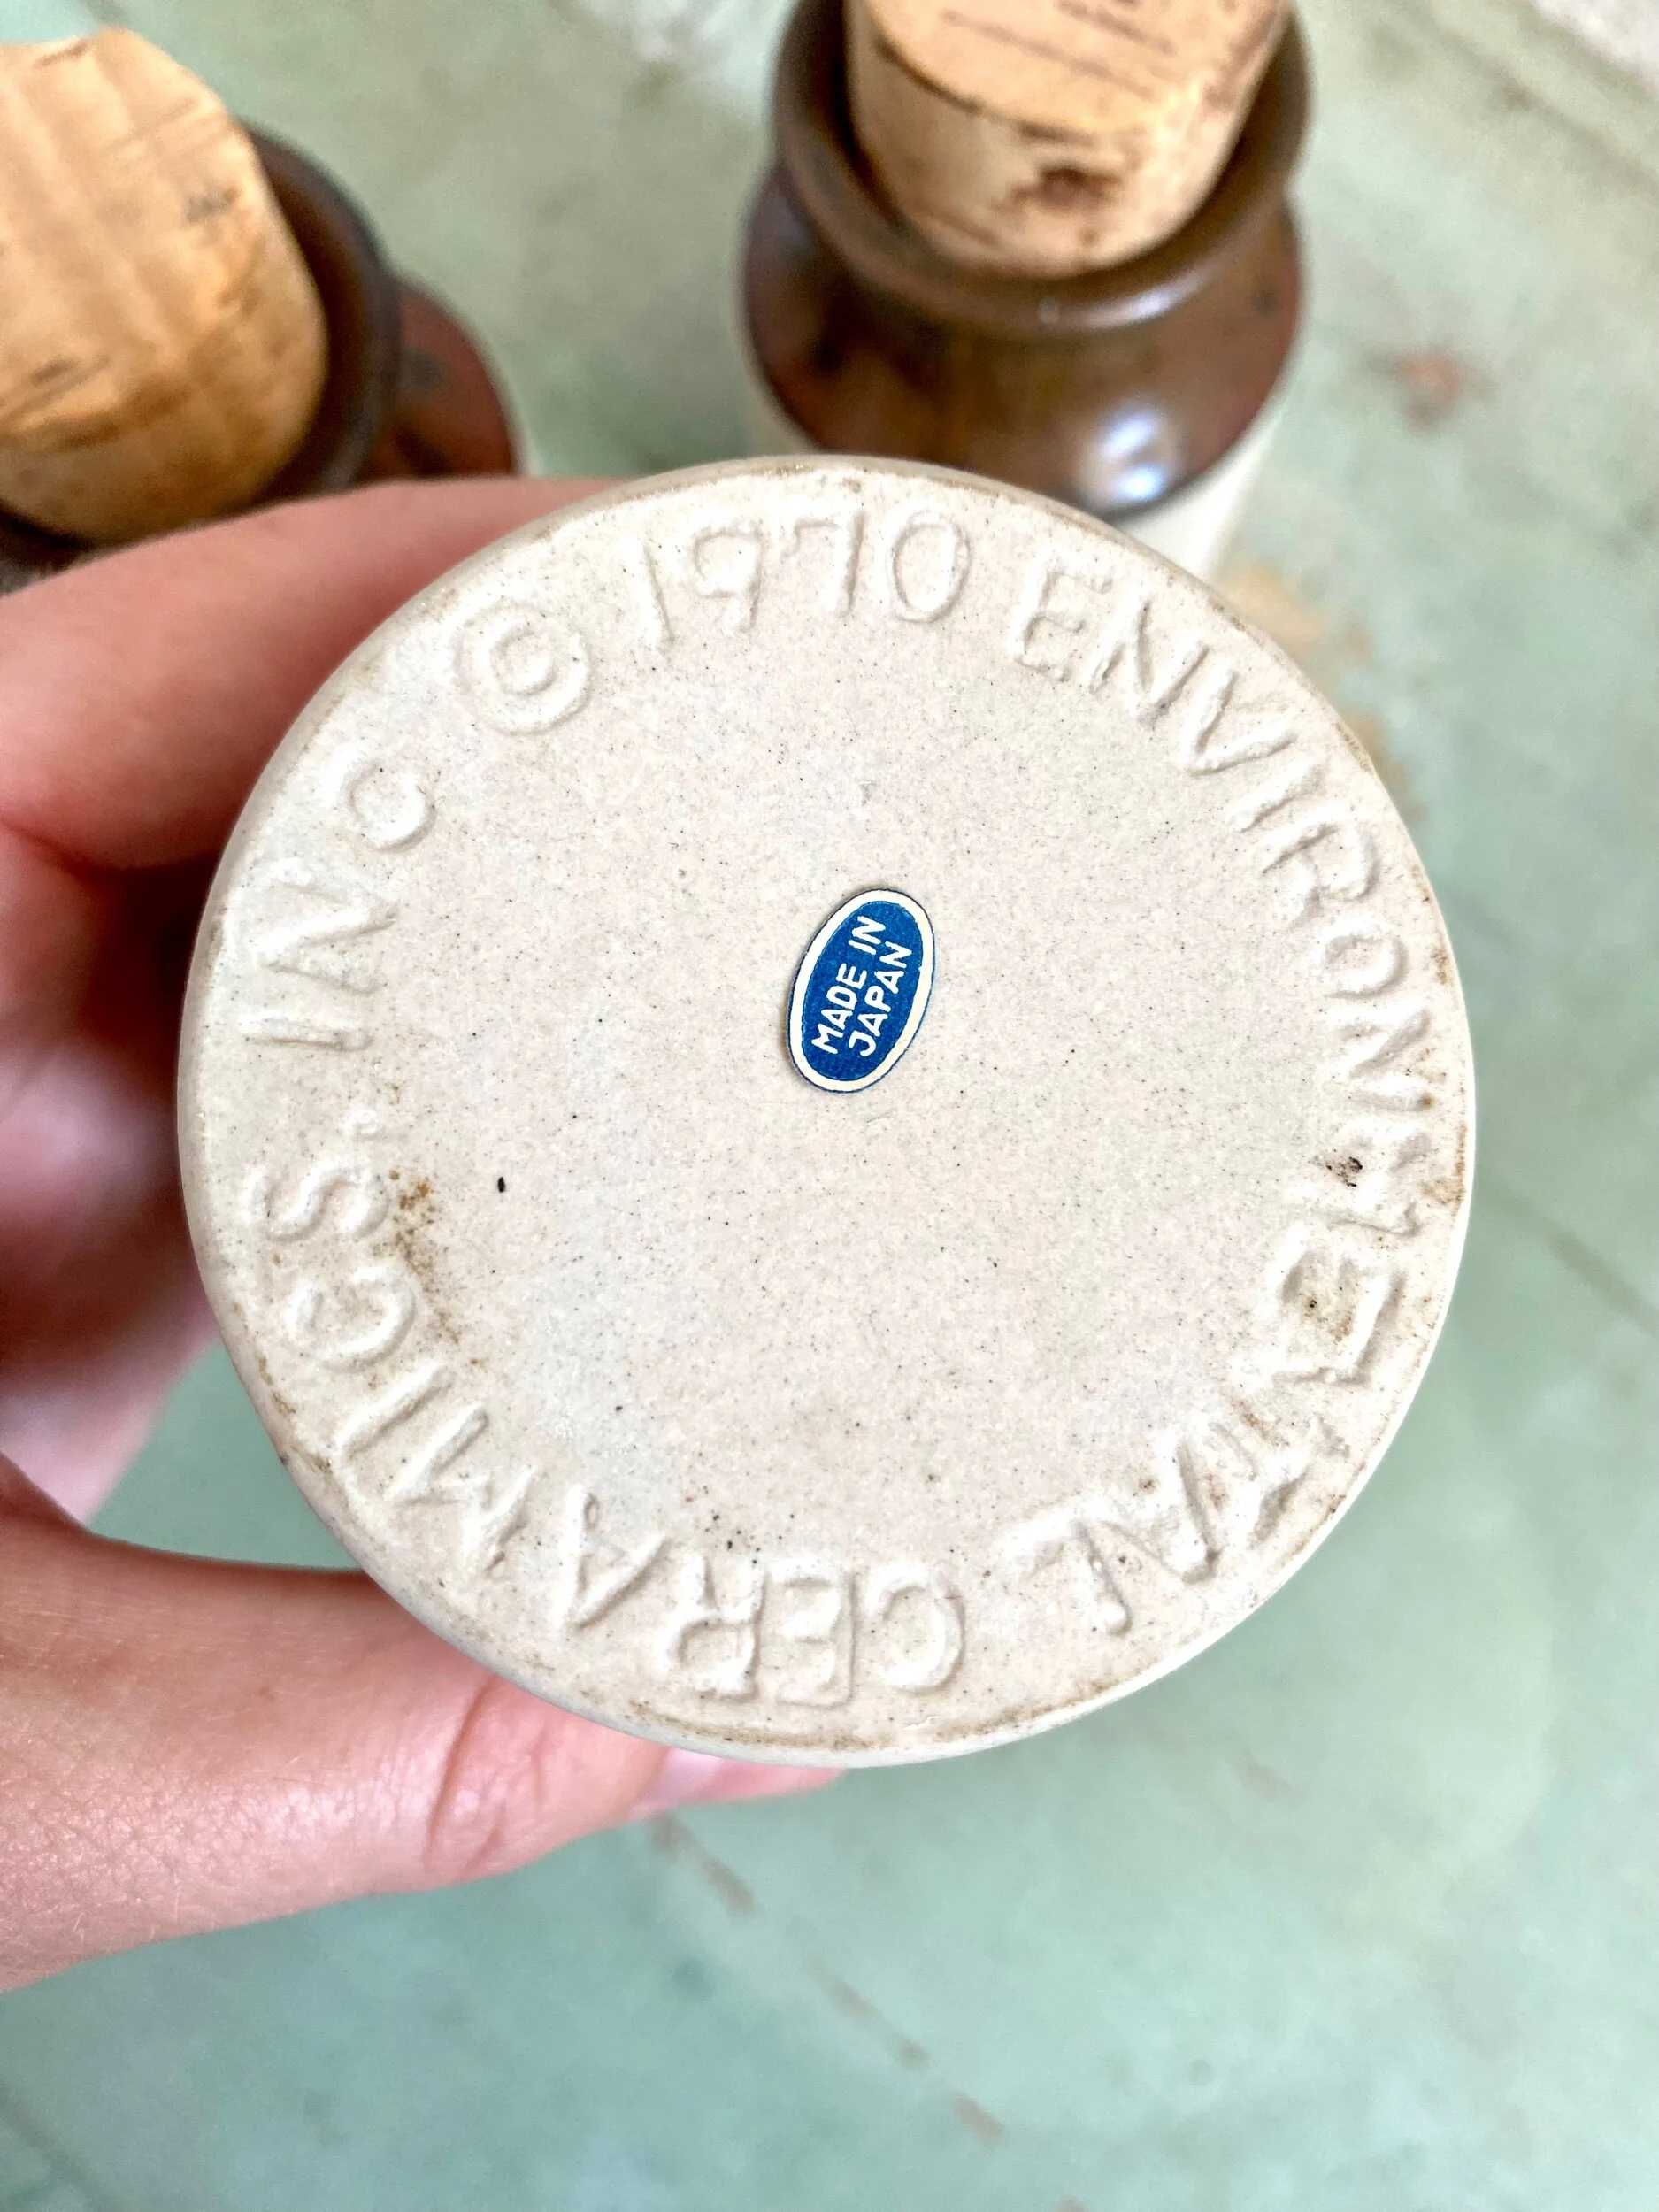 © 1970 ENVIRONMENTAL CERAMICS, INC
MADE IN
JAPAN